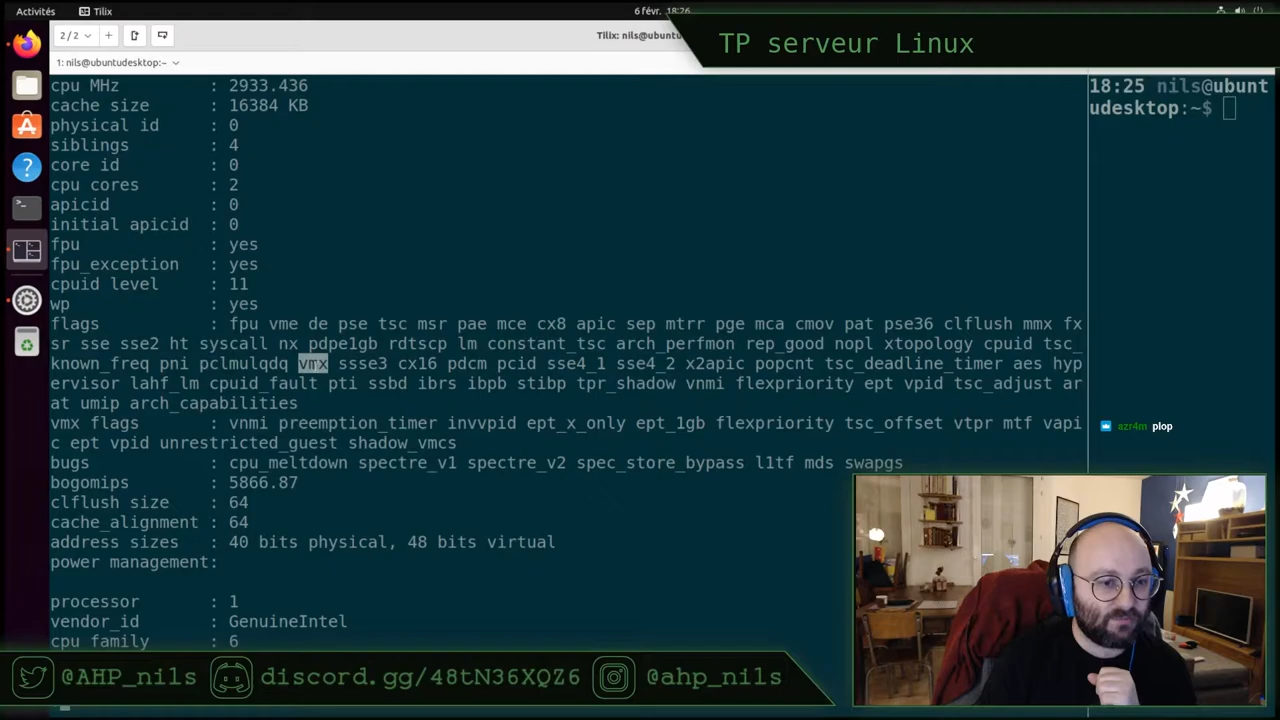 Activités
Tilix
6 févr. 18:26
2/2
Tilix: nils@ubuntu
TP serveur Linux
1: nils@ubuntudesktop:~
cpu MHz : 2933.436
cache size : 16384 KB
physical id : 0
siblings : 4
core id : 0
cpu cores : 2
apicid : 0
initial apicid : 0
fpu : yes
fpu_exception : yes
cpuid level : 11
wp : yes
flags : fpu vme de pse tsc msr pae mce cx8 apic sep mtrr pge mca cmov pat pse36 clflush mmx fx
sr sse sse2 ht syscall nx pdpe1gb rdtscp lm constant_tsc arch_perfmon rep_good nopl xtopology cpuid tsc_
known_freq pni pclmulqdq vmx ssse3 cx16 pdcm pcid sse4_1 sse4_2 x2apic popcnt tsc_deadline_timer aes hyp
ervisor lahf_lm cpuid_fault pti ssbd ibrs ibpb stibp tpr_shadow vnmi flexpriority ept vpid tsc_adjust ar
at umip arch_capabilities
vmx flags : vnmi preemption_timer invvpid ept_x_only ept_1gb flexpriority tsc_offset vtpr mtf vapi
c ept vpid unrestricted_guest shadow_vmcs
bugs : cpu_meltdown spectre_v1 spectre_v2 spec_store_bypass l1tf mds swapgs
bogomips : 5866.87
clflush size : 64
cache_alignment : 64
address sizes : 40 bits physical, 48 bits virtual
power management:
processor : 1
vendor_id : GenuineIntel
cpu family : 6
18:25 nils@ubunt
udesktop:~$
azr4m plop
@AHP_nils
discord.gg/48tN36XQZ6
@ahp_nils